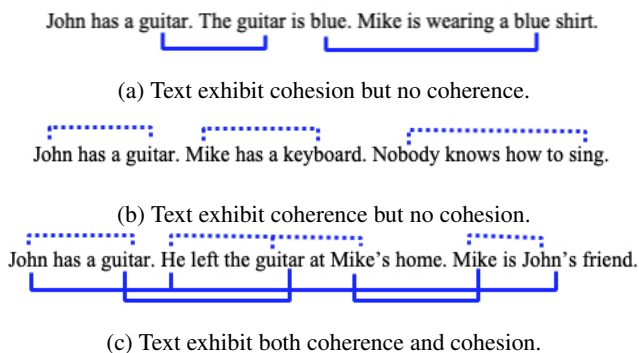 John has a guitar. The guitar is blue. Mike is wearing a blue shirt.
(a) Text exhibit cohesion but no coherence.
John has a guitar. Mike has a keyboard. Nobody knows how to sing.
(b) Text exhibit coherence but no cohesion.
John has a guitar. He left the guitar at Mike's home. Mike is John's friend.
(c) Text exhibit both coherence and cohesion.